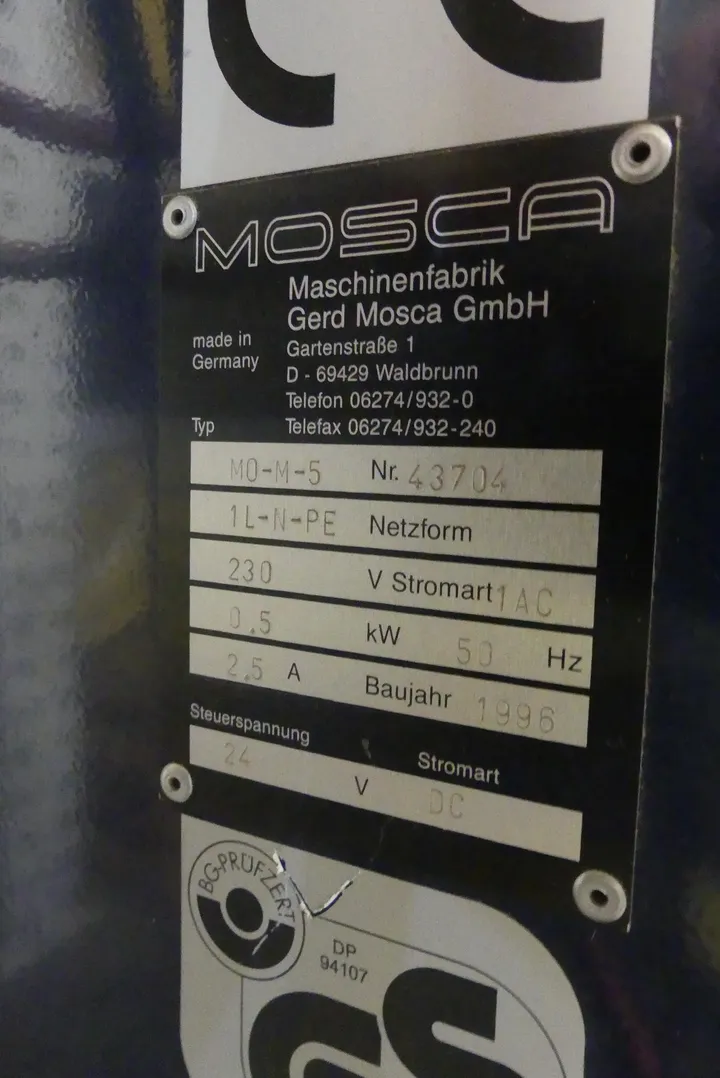 CE
MOSCA
Maschinenfabrik
Gerd Mosca GmbH
made in
Germany
Gartenstraße 1
D - 69429 Waldbrunn
Telefon 06274/932-0
Typ
Telefax 06274/932-240
MO-M-5 Nr. 43704
1L-N-PE Netzform
230 V Stromart 1AC
0.5 kW 50 Hz
2.5 A Baujahr 1996
Steuerspannung
Stromart
24 V DC
BG-PRÜFZERT
DP
94107
GS